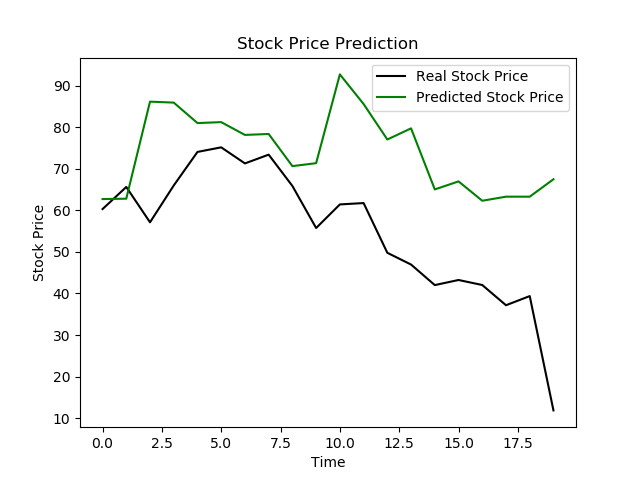 Stock Price Prediction
Real Stock Price
Predicted Stock Price
90
80
70
60
50
40
30
20
10
Stock Price
0.0 2.5 5.0 7.5 10.0 12.5 15.0 17.5
Time